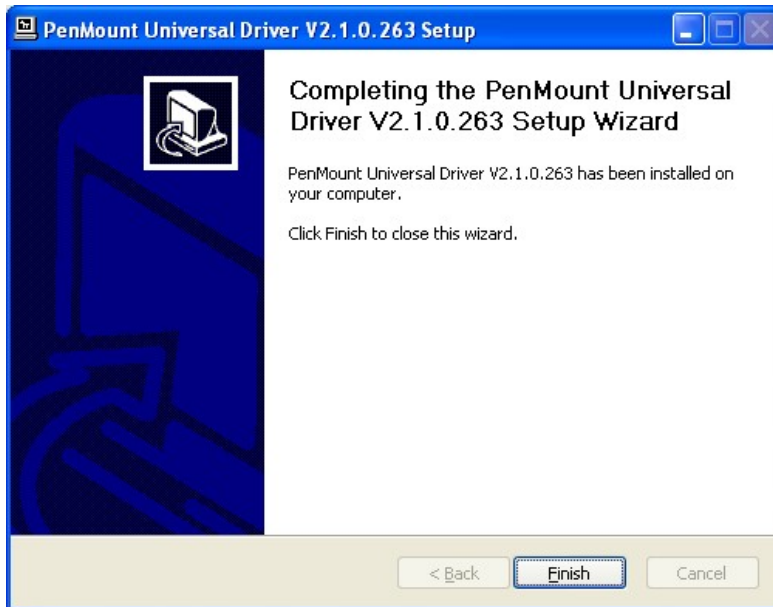 PenMount Universal Driver V2.1.0.263 Setup
Completing the PenMount Universal
Driver V2.1.0.263 Setup Wizard
PenMount Universal Driver V2.1.0.263 has been installed on
your computer.
Click Finish to close this wizard.
< Back
Finish
Cancel